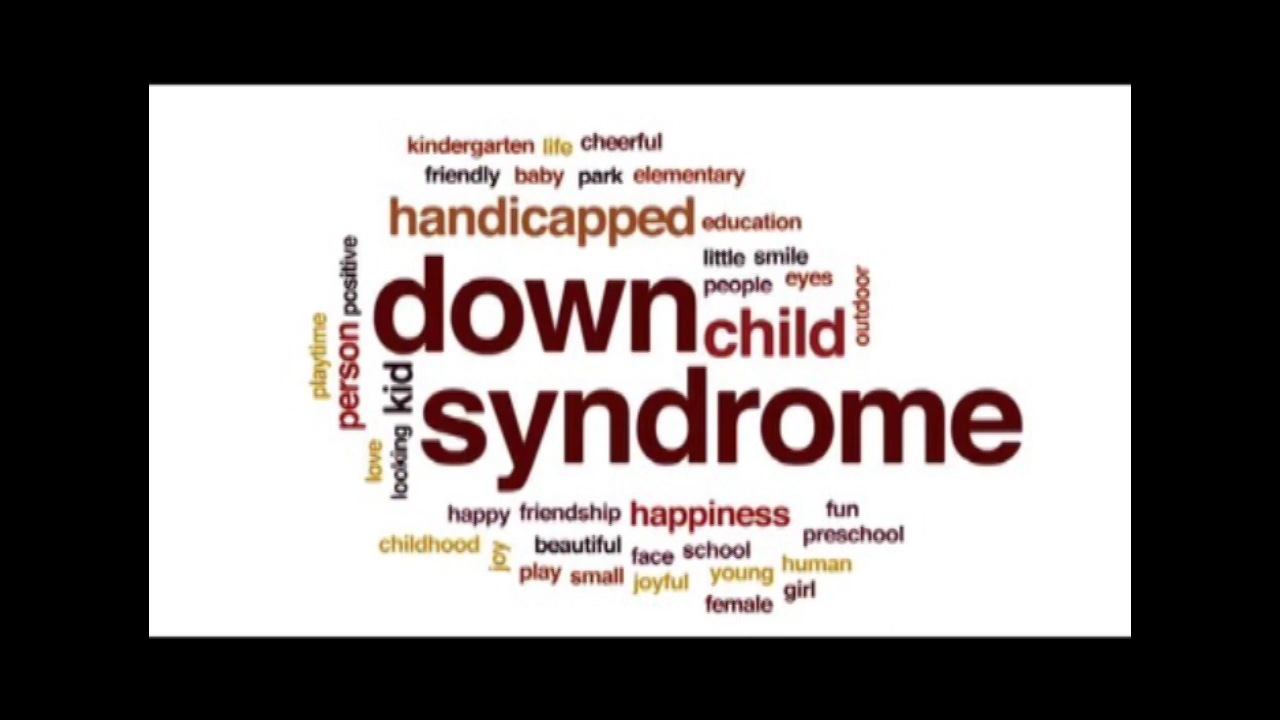 kindergarten life cheerful
friendly baby park elementary
handicapped education
little smile
people eyes
outdoor
positive
down child
playtime
person
kid
syndrome
love
looking
happy friendship happiness fun
preschool
childhood joy beautiful face school
play small joyful young human
female girl